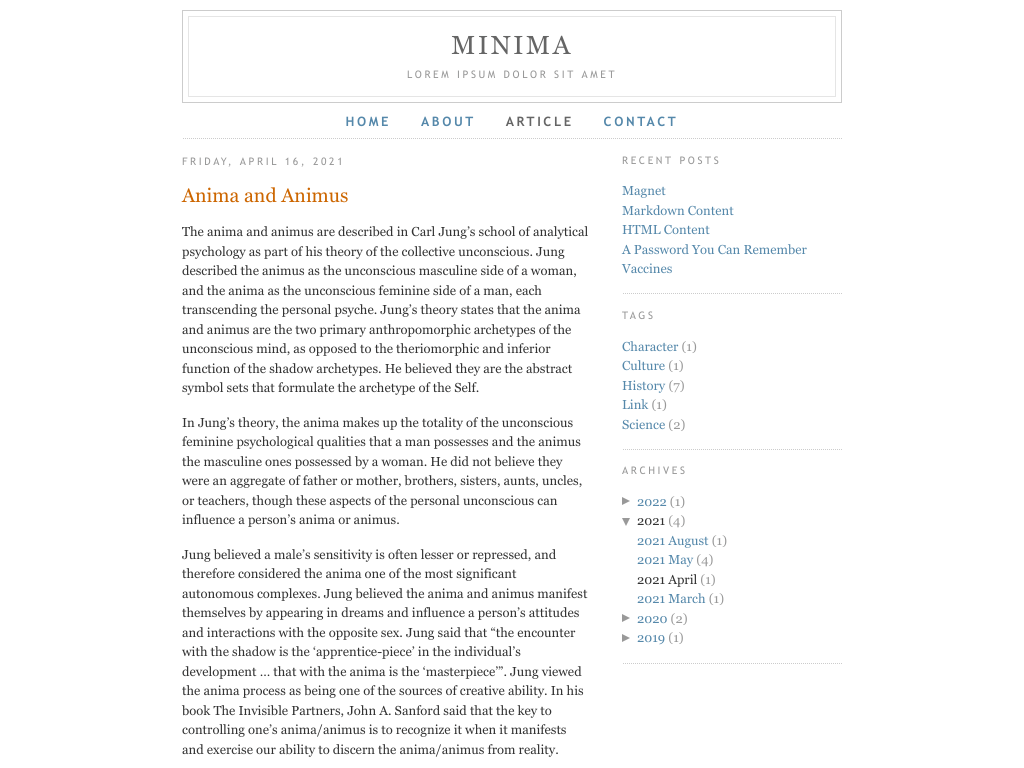 MINIMA
LOREM IPSUM DOLOR SIT AMET
HOME ABOUT ARTICLE CONTACT
FRIDAY, APRIL 16, 2021
Anima and Animus
The anima and animus are described in Carl Jung’s school of analytical
psychology as part of his theory of the collective unconscious. Jung
described the animus as the unconscious masculine side of a woman,
and the anima as the unconscious feminine side of a man, each
transcending the personal psyche. Jung’s theory states that the anima
and animus are the two primary anthropomorphic archetypes of the
unconscious mind, as opposed to the theriomorphic and inferior
function of the shadow archetypes. He believed they are the abstract
symbol sets that formulate the archetype of the Self.
In Jung’s theory, the anima makes up the totality of the unconscious
feminine psychological qualities that a man possesses and the animus
the masculine ones possessed by a woman. He did not believe they
were an aggregate of father or mother, brothers, sisters, aunts, uncles,
or teachers, though these aspects of the personal unconscious can
influence a person’s anima or animus.
Jung believed a male’s sensitivity is often lesser or repressed, and
therefore considered the anima one of the most significant
autonomous complexes. Jung believed the anima and animus manifest
themselves by appearing in dreams and influence a person’s attitudes
and interactions with the opposite sex. Jung said that “the encounter
with the shadow is the ‘apprentice-piece’ in the individual’s
development ... that with the anima is the ‘masterpiece’”. Jung viewed
the anima process as being one of the sources of creative ability. In his
book The Invisible Partners, John A. Sanford said that the key to
controlling one’s anima/animus is to recognize it when it manifests
and exercise our ability to discern the anima/animus from reality.
RECENT POSTS
Magnet
Markdown Content
HTML Content
A Password You Can Remember
Vaccines
TAGS
Character (1)
Culture (1)
History (7)
Link (1)
Science (2)
ARCHIVES
► 2022 (1)
▼ 2021 (4)
2021 August (1)
2021 May (4)
2021 April (1)
2021 March (1)
► 2020 (2)
► 2019 (1)